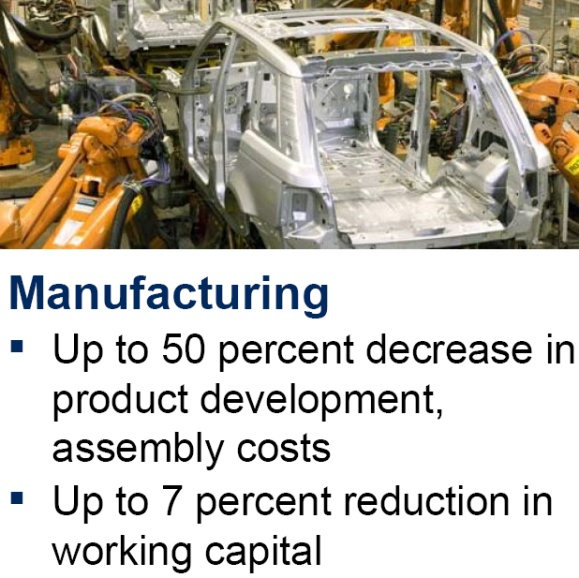 Manufacturing
▪ Up to 50 percent decrease in
product development,
assembly costs
▪ Up to 7 percent reduction in
working capital